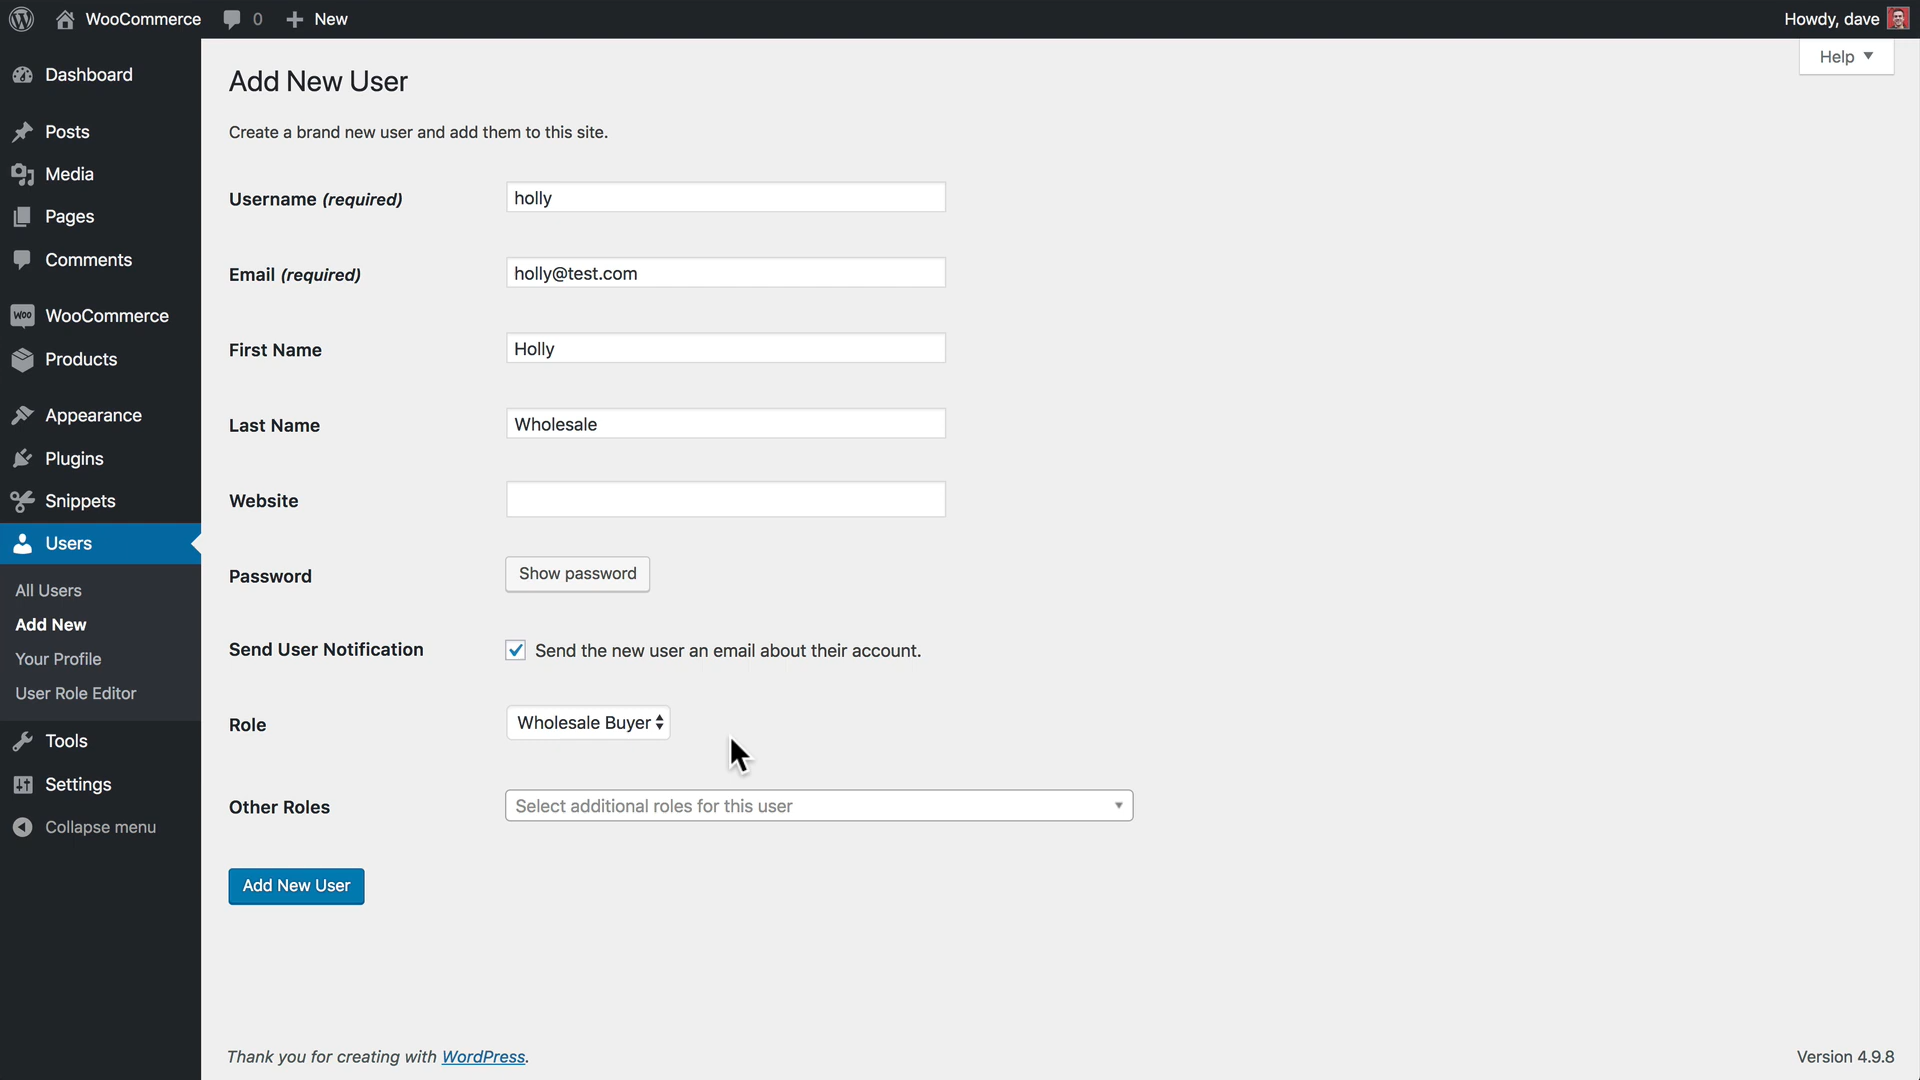 WooCommerce 0 New Howdy, dave
Help
Dashboard
Posts
Media
Pages
Comments
Woo WooCommerce
Products
Appearance
Plugins
Snippets
Users
All Users
Add New
Your Profile
User Role Editor
Tools
Settings
Collapse menu
Add New User
Create a brand new user and add them to this site.
Username (required) holly
Email (required) holly@test.com
First Name Holly
Last Name Wholesale
Website
Password Show password
Send User Notification Send the new user an email about their account.
Role Wholesale Buyer
Other Roles Select additional roles for this user
Add New User
Thank you for creating with WordPress. Version 4.9.8